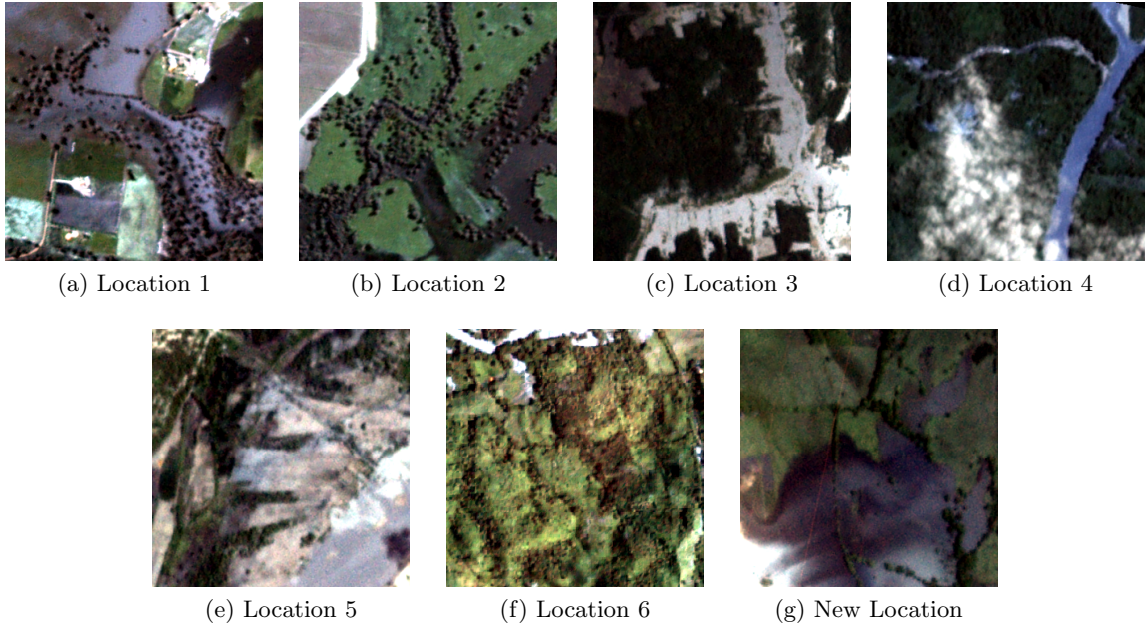 (a) Location 1
(b) Location 2
(c) Location 3
(d) Location 4
(e) Location 5
(f) Location 6
(g) New Location